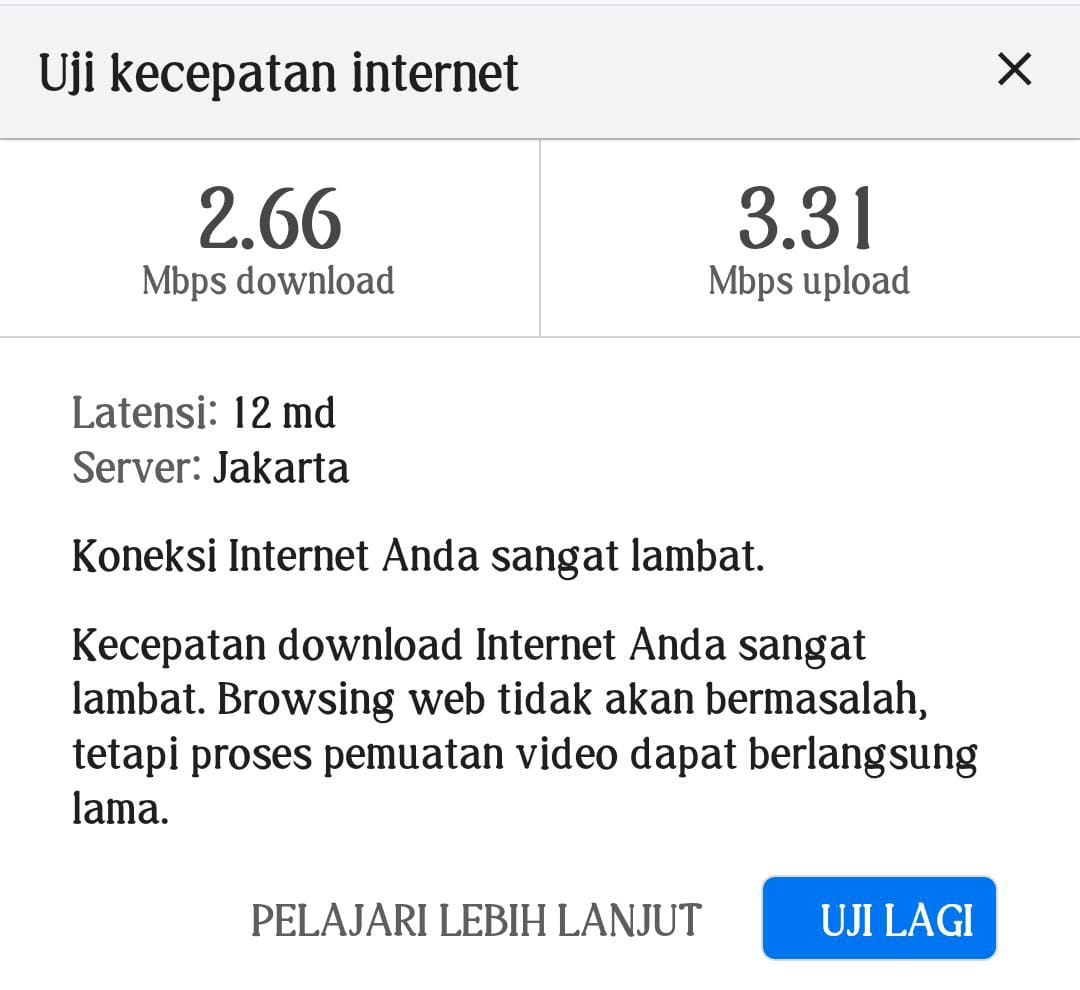 Uji kecepatan internet
2.66
Mbps download
3.31
Mbps upload
Latensi: 12 md
Server: Jakarta
Koneksi Internet Anda sangat lambat.
Kecepatan download Internet Anda sangat
lambat. Browsing web tidak akan bermasalah,
tetapi proses pemuatan video dapat berlangsung
lama.
PELAJARI LEBIH LANJUT
UJI LAGI